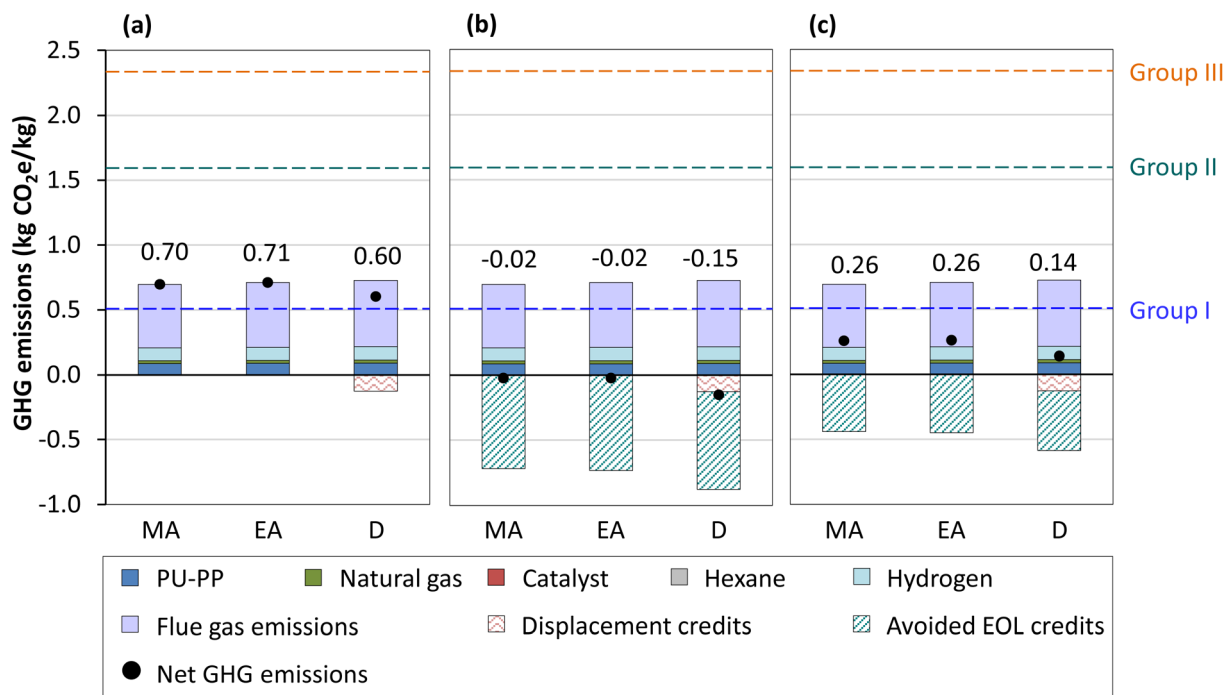 (a) (b) (c)
GHG emissions (kg CO₂e/kg)
2.5
2.0
1.5
1.0
0.5
0.0
-0.5
-1.0
Group III
Group II
Group I
0.70 0.71 0.60
-0.02 -0.02 -0.15
0.26 0.26 0.14
MA EA D MA EA D MA EA D
PU-PP Natural gas Catalyst Hexane Hydrogen
Flue gas emissions Displacement credits Avoided EOL credits
Net GHG emissions